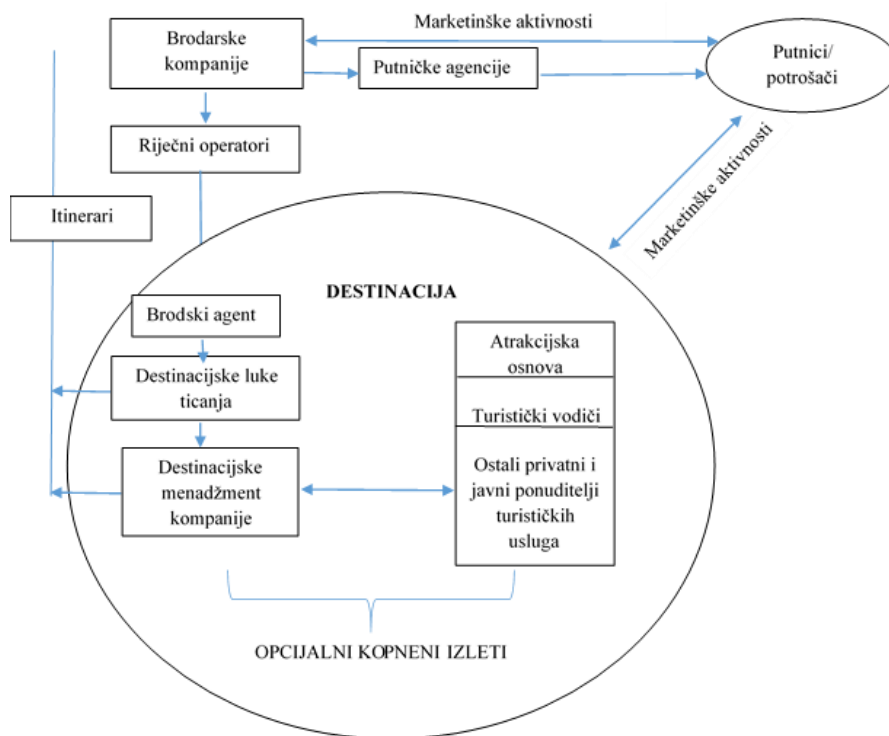 Marketinške aktivnosti
Brodarske
kompanije
Putničke agencije
Putnici/
potrošači
Riječni operatori
Marketinške aktivnosti
Itinerari
DESTINACIJA
Brodski agent
Destinacijske luke
ticanja
Destinacijske
menadžment
kompanije
Atrakcijska
osnova
Turistički vodiči
Ostali privatni i
javni ponuditelji
turističkih
usluga
OPCIJALNI KOPNENI IZLETI